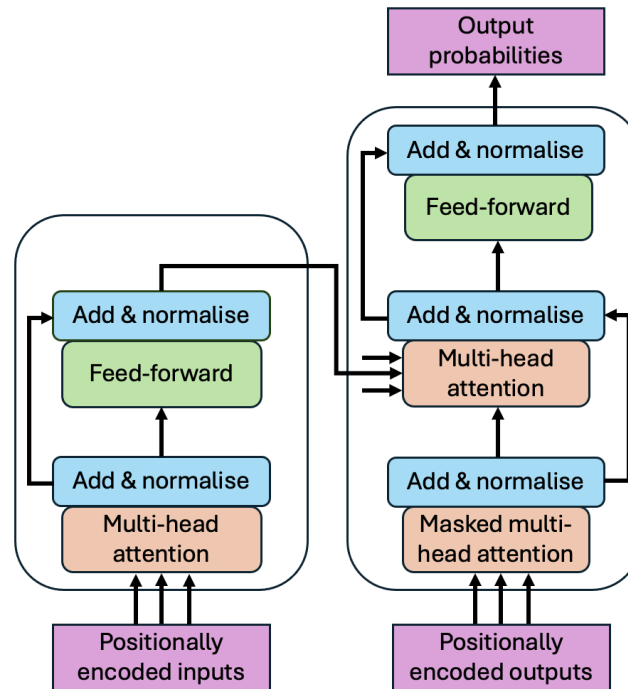 Output
probabilities
Add & normalise
Feed-forward
Add & normalise
Multi-head
attention
Add & normalise
Masked multi-
head attention
Positionally
encoded outputs
Add & normalise
Feed-forward
Add & normalise
Multi-head
attention
Positionally
encoded inputs